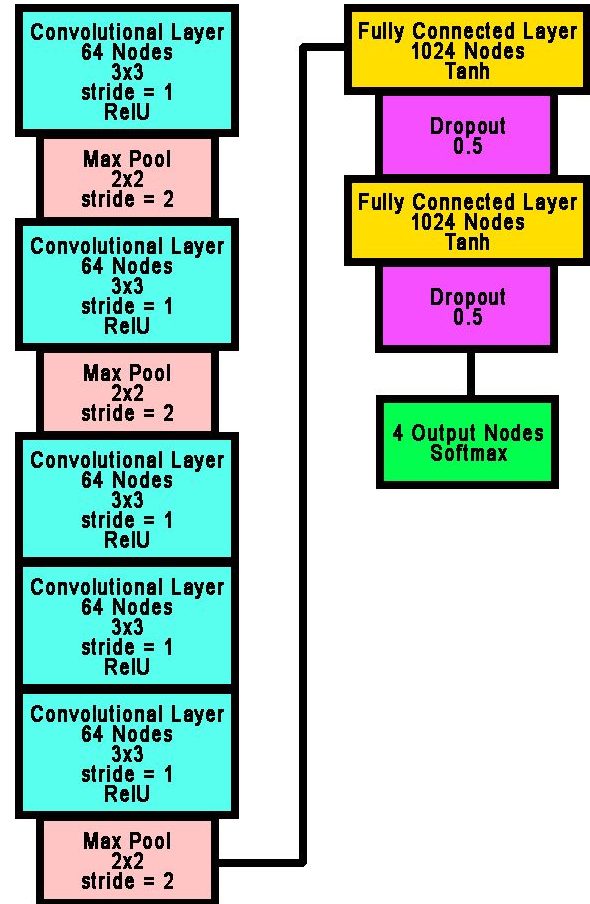 Convolutional Layer
64 Nodes
3x3
stride = 1
RelU
Max Pool
2x2
stride = 2
Convolutional Layer
64 Nodes
3x3
stride = 1
RelU
Max Pool
2x2
stride = 2
Convolutional Layer
64 Nodes
3x3
stride = 1
RelU
Convolutional Layer
64 Nodes
3x3
stride = 1
RelU
Convolutional Layer
64 Nodes
3x3
stride = 1
RelU
Max Pool
2x2
stride = 2
Fully Connected Layer
1024 Nodes
Tanh
Dropout
0.5
Fully Connected Layer
1024 Nodes
Tanh
Dropout
0.5
4 Output Nodes
Softmax